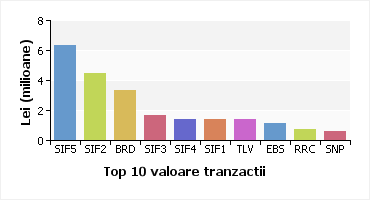 Lei (milioane)
8
6
4
2
0
SIF5 SIF2 BRD SIF3 SIF4 SIF1 TLV EBS RRC SNP
Top 10 valoare tranzactii